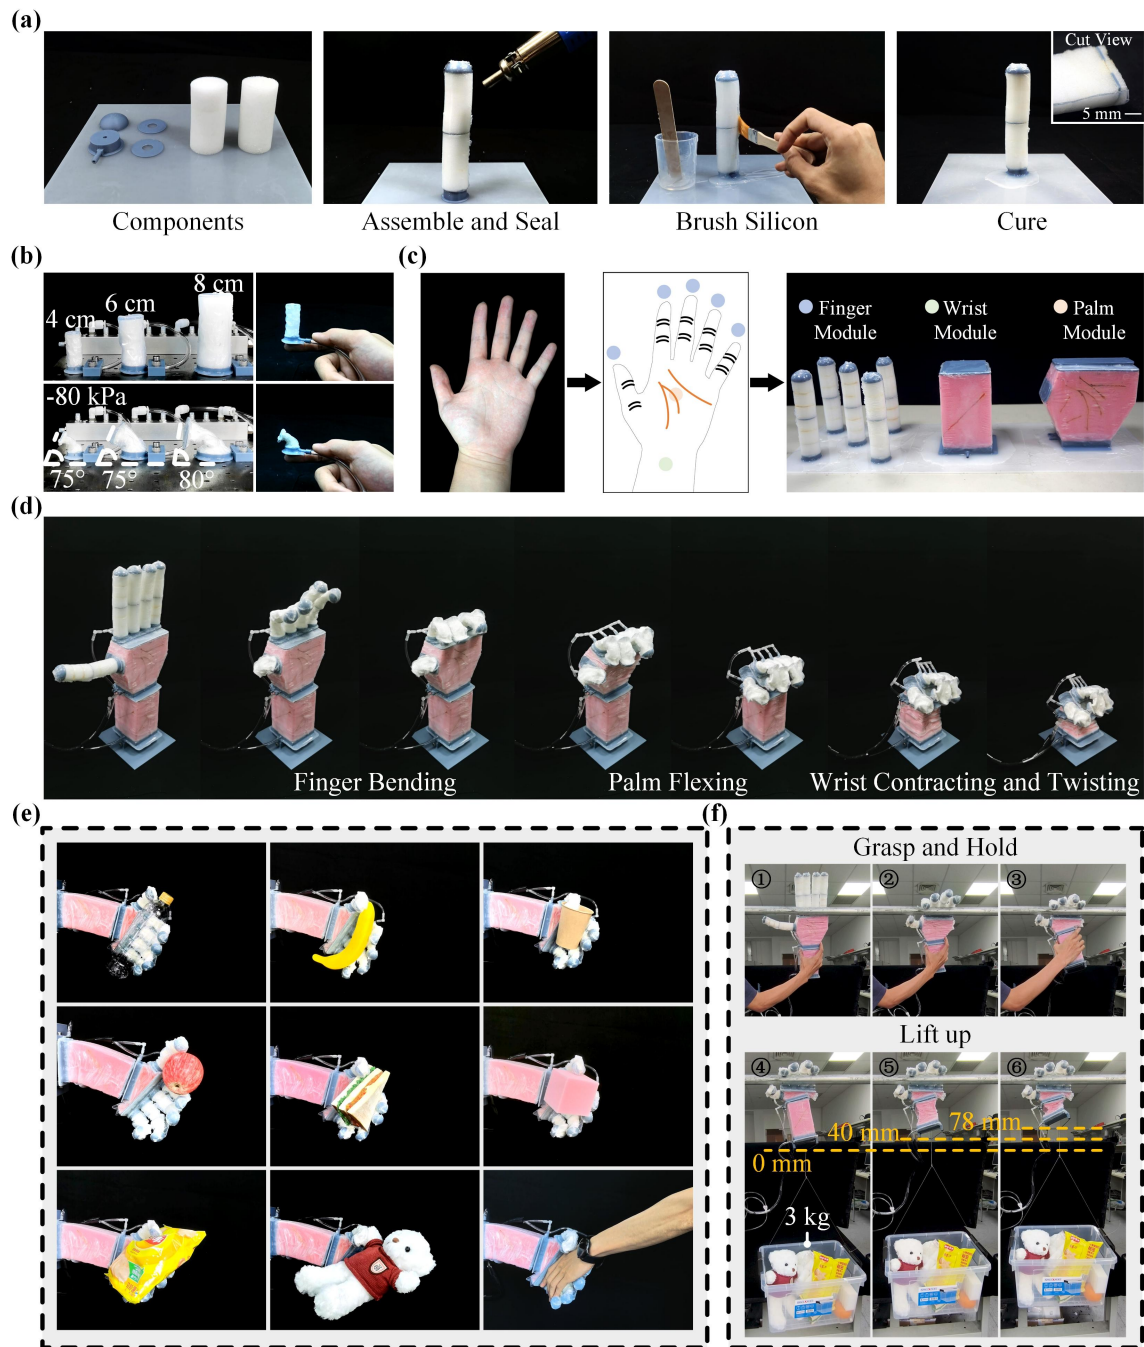 (a)
Cut View
5 mm
Components
Assemble and Seal
Brush Silicon
Cure
(b)
4 cm
6 cm
8 cm
-80 kPa
75°
75°
80°
(c)
Finger
Module
Wrist
Module
Palm
Module
(d)
Finger Bending
Palm Flexing
Wrist Contracting and Twisting
(e)
(f)
Grasp and Hold
①
②
③
Lift up
④
⑤
⑥
78 mm
40 mm
0 mm
3 kg